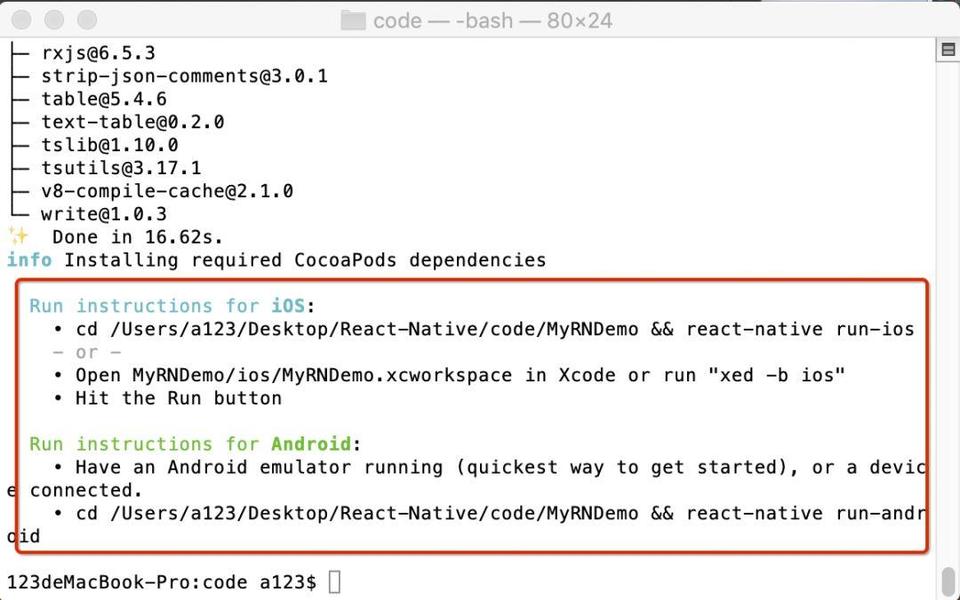 code — -bash — 80×24
├─ rxjs@6.5.3
├─ strip-json-comments@3.0.1
├─ table@5.4.6
├─ text-table@0.2.0
├─ tslib@1.10.0
├─ tsutils@3.17.1
├─ v8-compile-cache@2.1.0
└─ write@1.0.3
✨  Done in 16.62s.
info Installing required CocoaPods dependencies
Run instructions for iOS:
• cd /Users/a123/Desktop/React-Native/code/MyRNDemo && react-native run-ios
- or -
• Open MyRNDemo/ios/MyRNDemo.xcworkspace in Xcode or run "xed -b ios"
• Hit the Run button
Run instructions for Android:
• Have an Android emulator running (quickest way to get started), or a devic
e connected.
• cd /Users/a123/Desktop/React-Native/code/MyRNDemo && react-native run-andr
oid
123deMacBook-Pro:code a123$